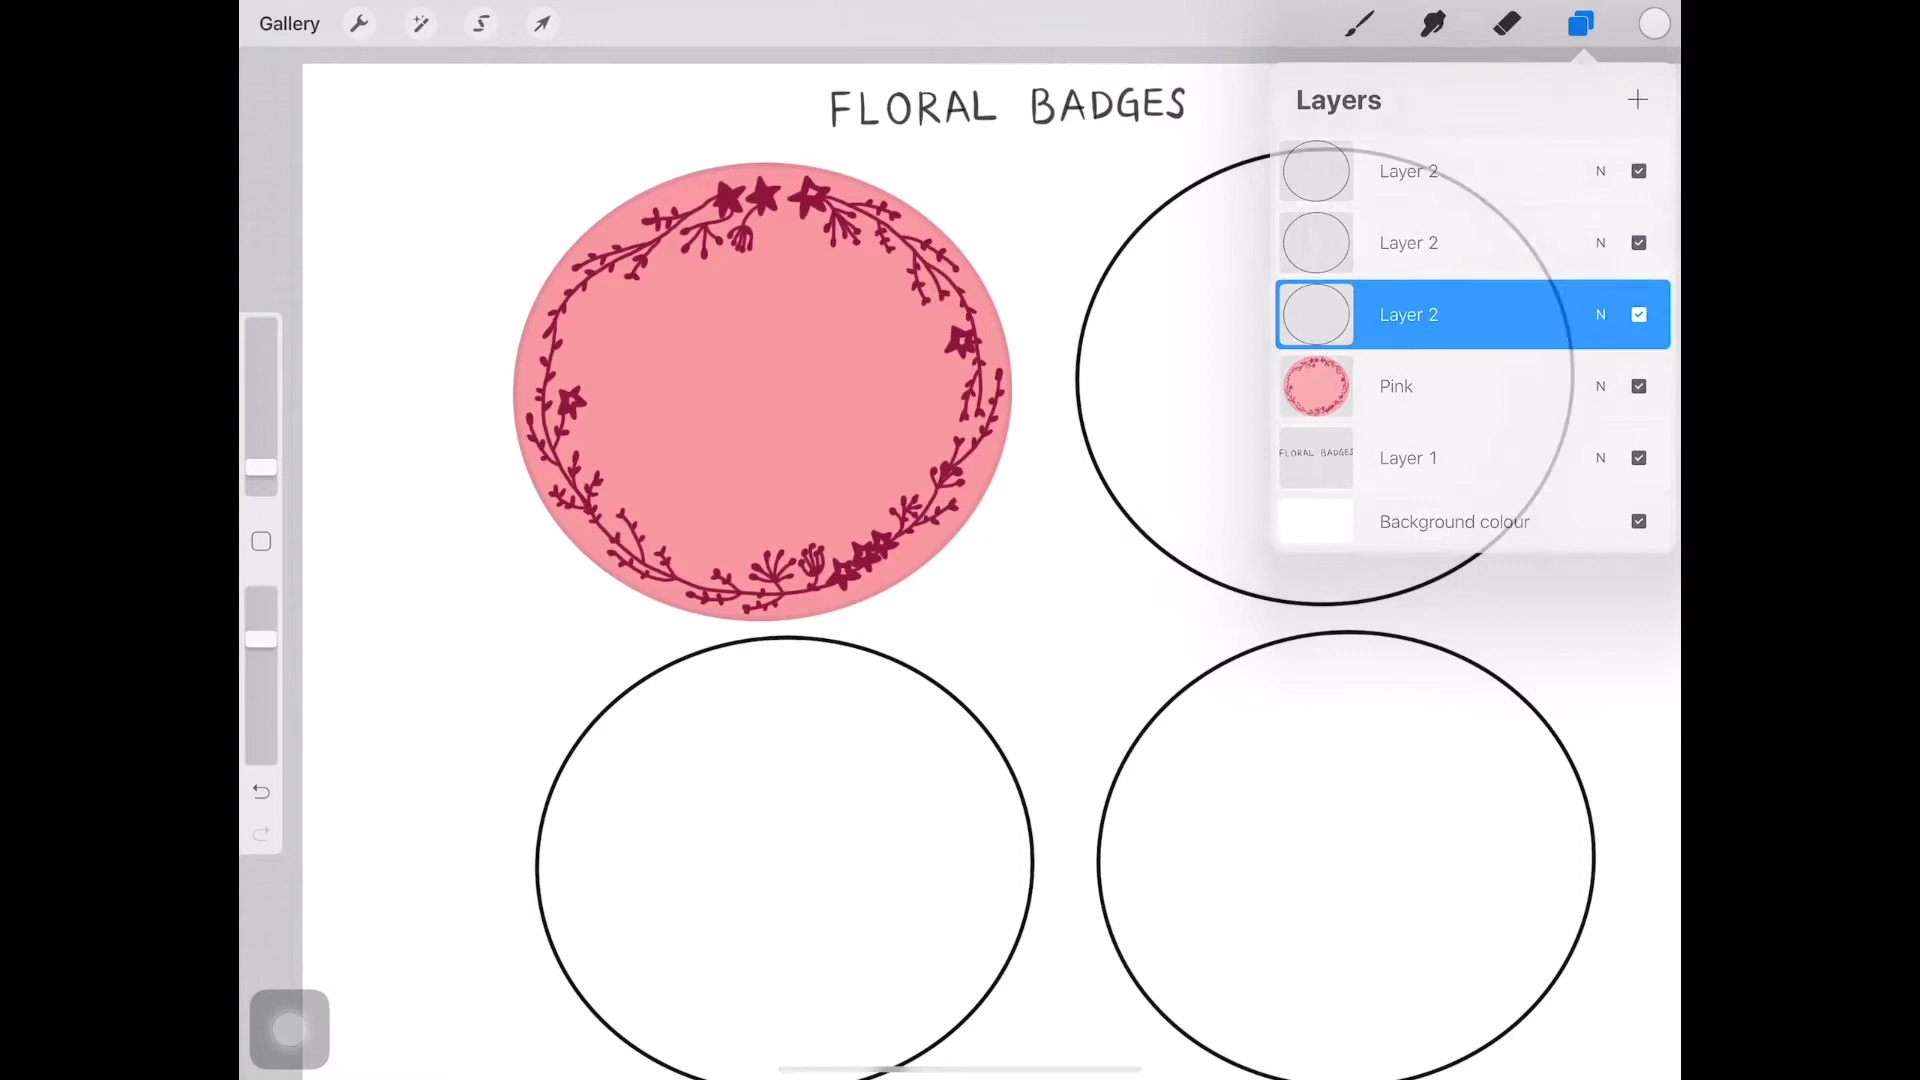 Gallery
FLORAL BADGES
Layers
Layer 2 N
Layer 2 N
Layer 2 N
Pink N
FLORAL BADGES
Layer 1 N
Background colour